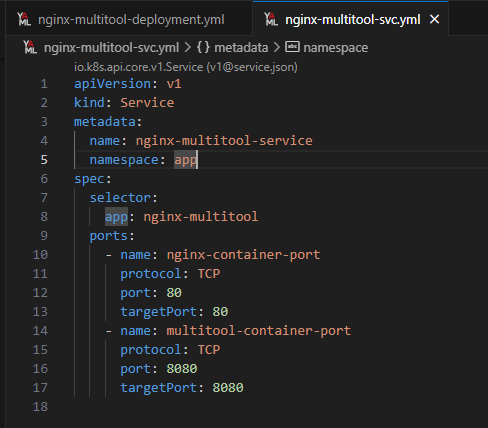 YAML nginx-multitool-deployment.yml YAML nginx-multitool-svc.yml ×
YAML nginx-multitool-svc.yml > {} metadata > abc namespace
io.k8s.api.core.v1.Service (v1@service.json)
1 apiVersion: v1
2 kind: Service
3 metadata:
4   name: nginx-multitool-service
5   namespace: app
6 spec:
7   selector:
8     app: nginx-multitool
9   ports:
10     - name: nginx-container-port
11       protocol: TCP
12       port: 80
13       targetPort: 80
14     - name: multitool-container-port
15       protocol: TCP
16       port: 8080
17       targetPort: 8080
18